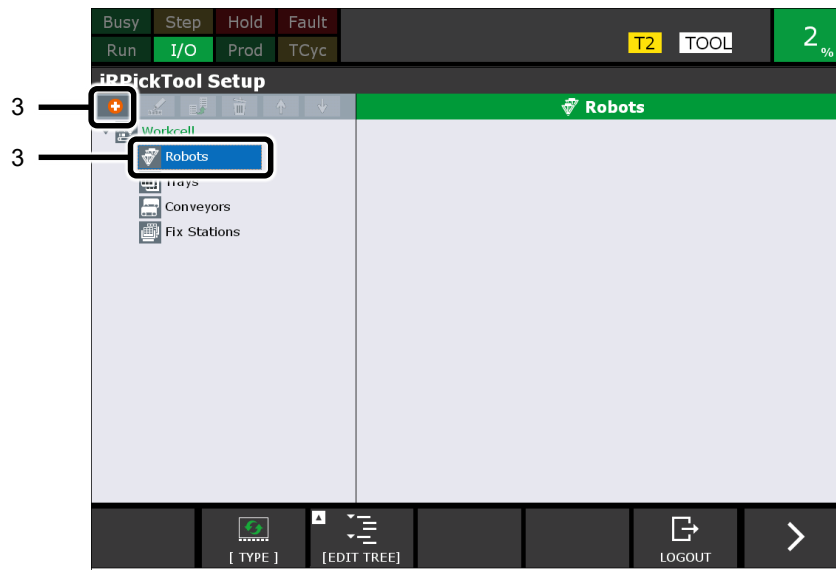 Busy Step Hold Fault
Run I/O Prod TCyc
T2 TOOL
2 %
iRPickTool Setup
3
Robots
Workcell
3 Robots
Trays
Conveyors
Fix Stations
[ TYPE ] [EDIT TREE] LOGOUT